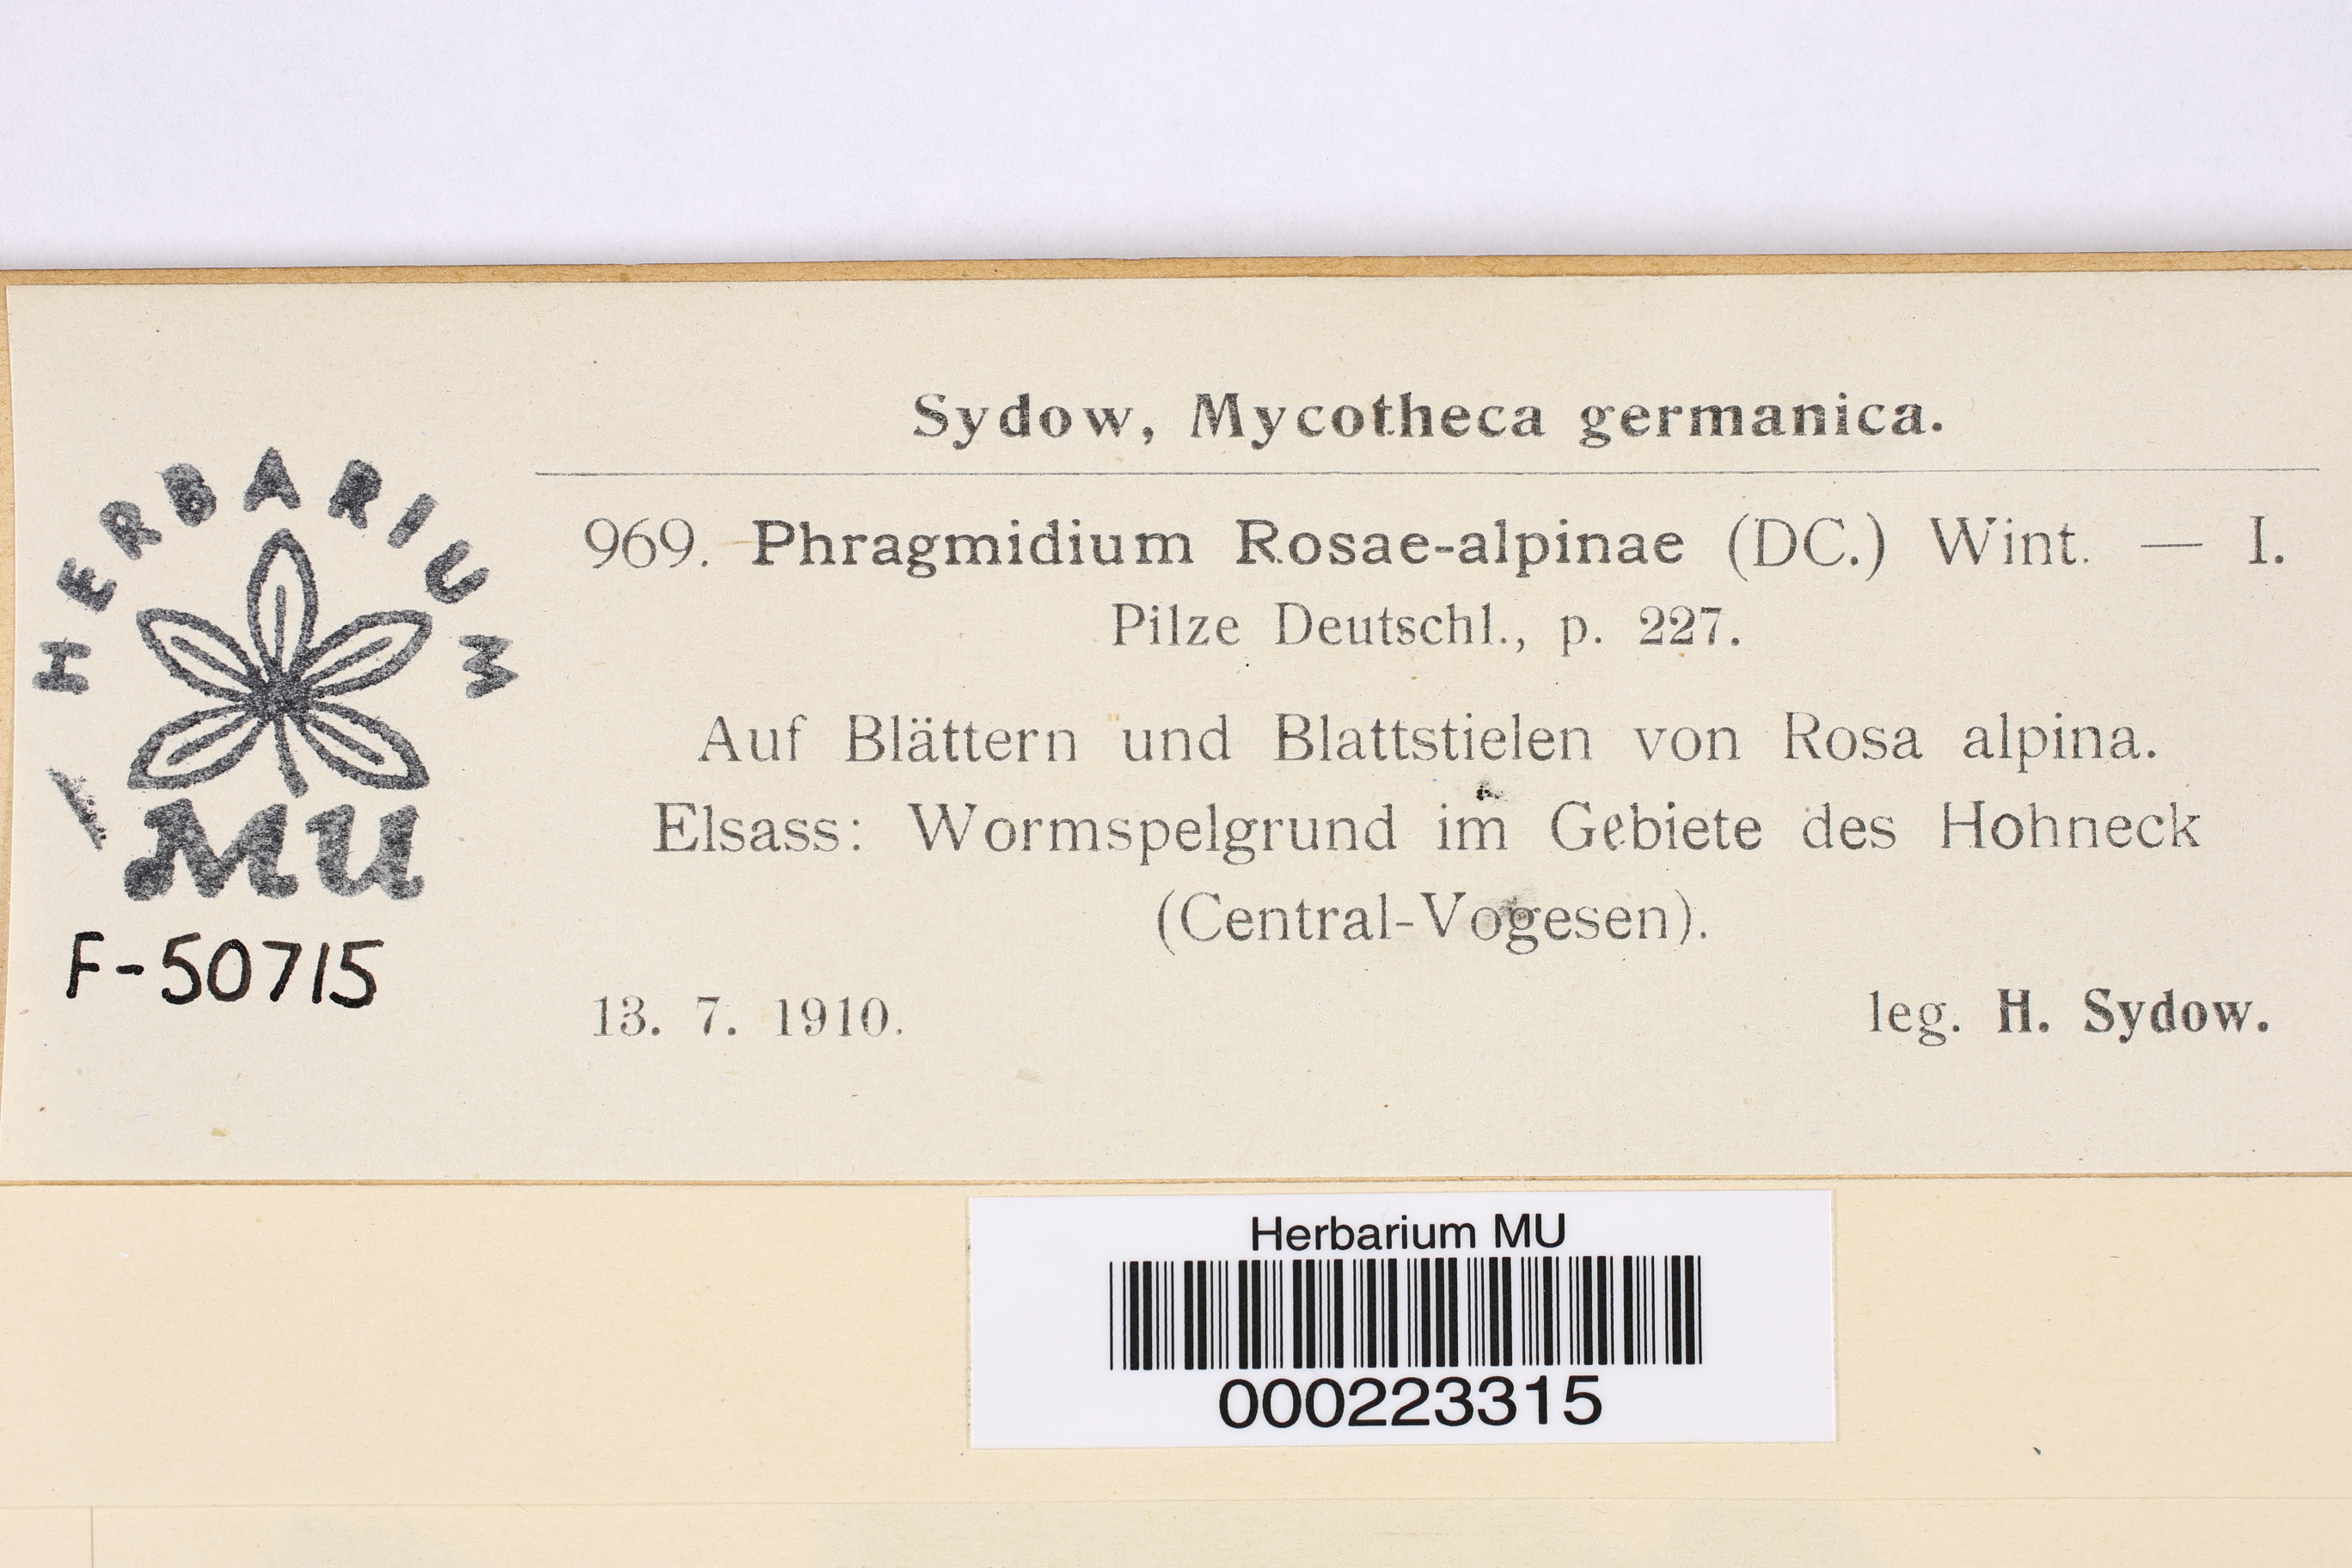 Sydow, Mycotheca germanica.
969. Phragmidium Rosae-alpinae (DC.) Wint. — I.
Pilze Deutschl., p. 227.
Auf Blättern und Blattstielen von Rosa alpina.
Elsass: Wormspelgrund im Gebiete des Hohneck
(Central-Vogesen).
13. 7. 1910. leg. H. Sydow.
HERBARIUM
MU
F-50715
Herbarium MU
000223315